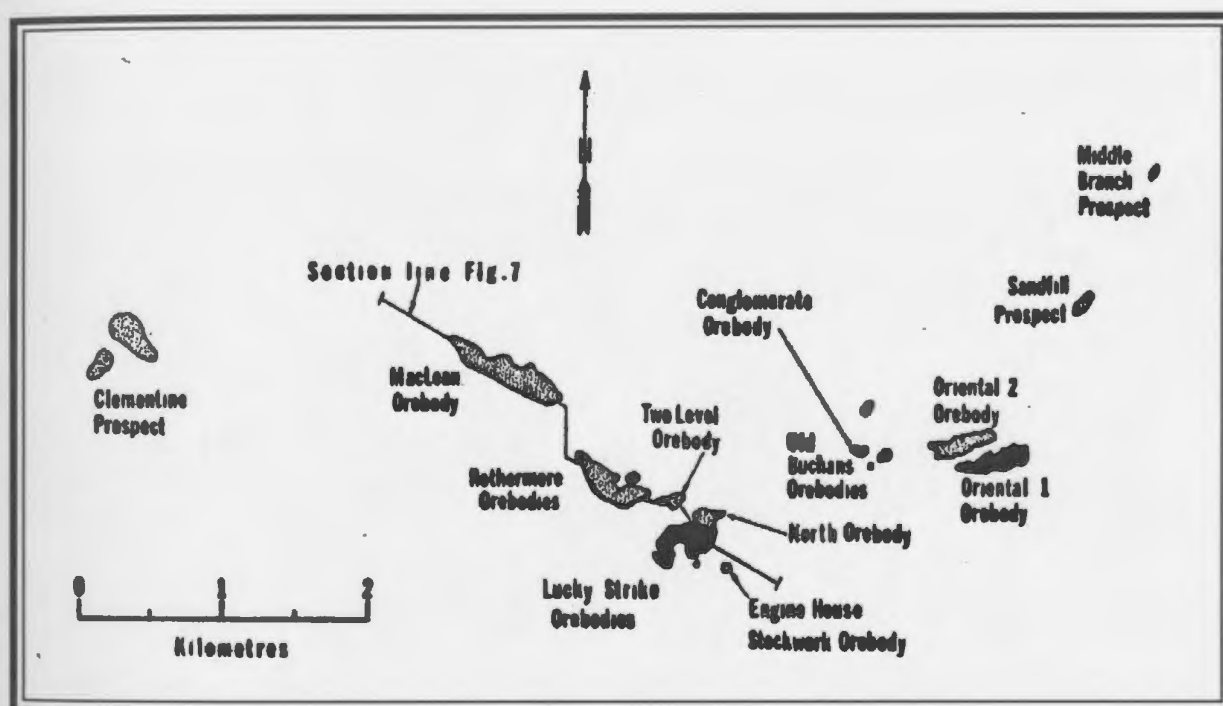 N
Middle
Branch
Prospect
Section line Fig.7
Sandfill
Prospect
Conglomerate
Orebody
Clementine
Prospect
MacLean
Orebody
Two Level
Orebody
Oriental 2
Orebody
Old
Buchans
Orebodies
Rothermere
Orebodies
Oriental 1
Orebody
North Orebody
Lucky Strike
Orebodies
Engine House
Stockwork Orebody
0 1 2
Kilometres